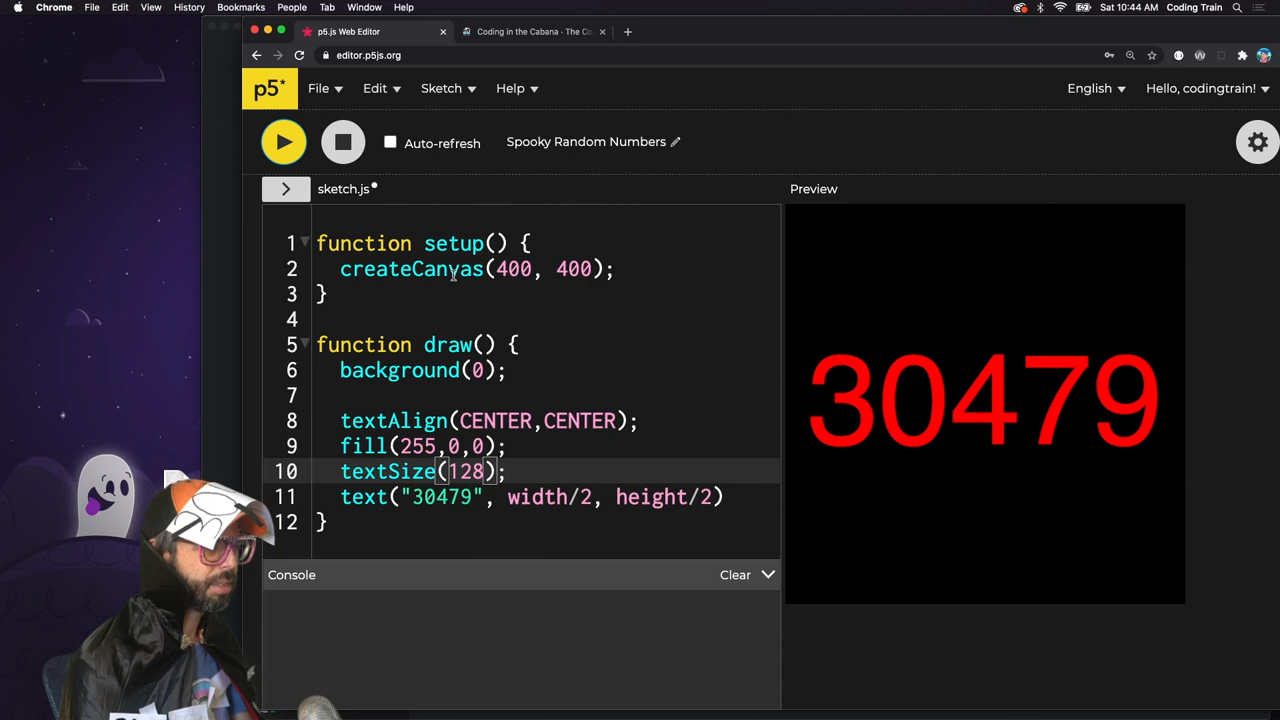 Chrome File Edit View History Bookmarks People Tab Window Help Sat 10:44 AM Coding Train
p5.js Web Editor Coding in the Cabana - The Co
editor.p5js.org
p5* File Edit Sketch Help English Hello, codingtrain!
Auto-refresh Spooky Random Numbers
sketch.js Preview
1 function setup() {
2 createCanvas(400, 400);
3 }
4
5 function draw() {
6 background(0);
7
8 textAlign(CENTER,CENTER);
9 fill(255,0,0);
10 textSize(128);
11 text("30479", width/2, height/2)
12 }
30479
Console Clear